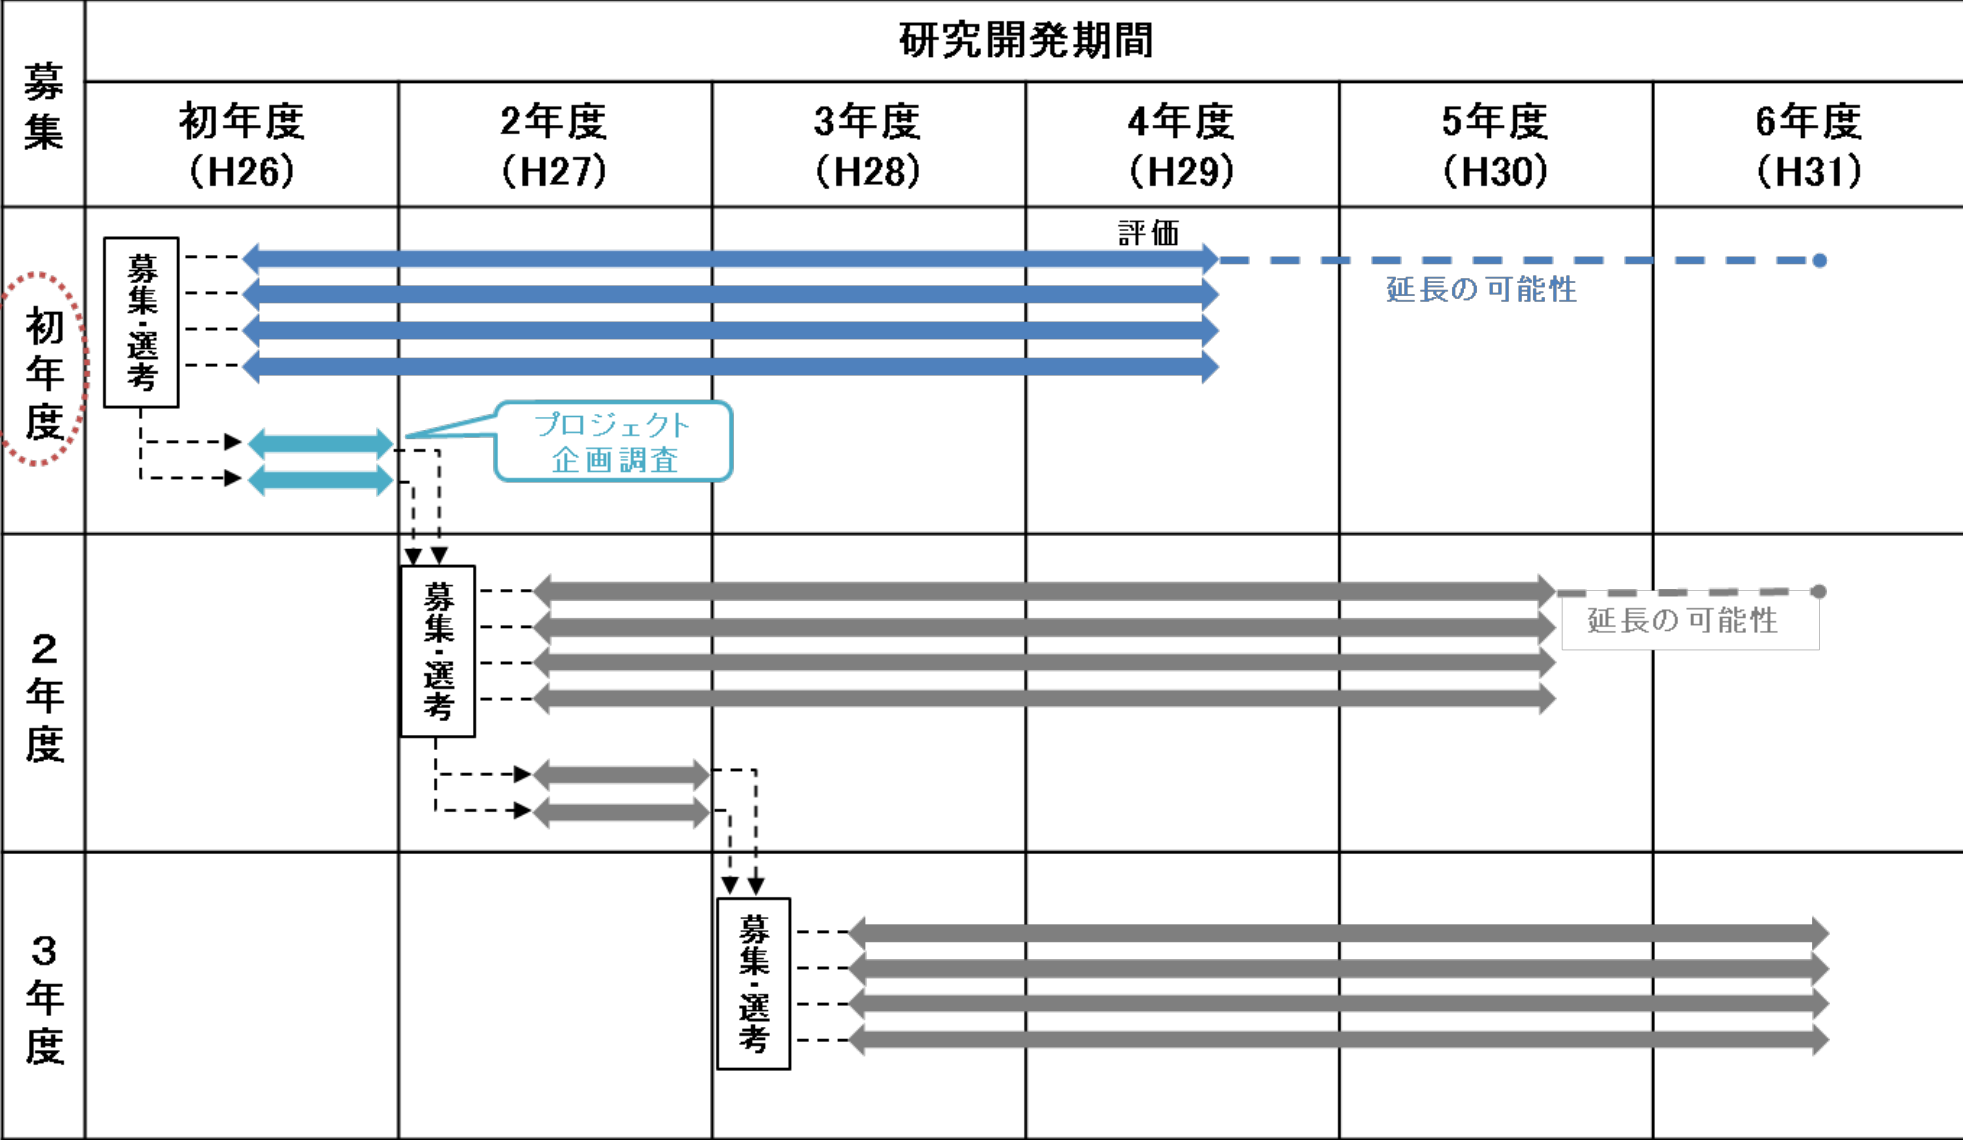 募集
研究開発期間
初年度
(H26)
2年度
(H27)
3年度
(H28)
4年度
(H29)
5年度
(H30)
6年度
(H31)
初年度
募集・選考
評価
延長の可能性
プロジェクト
企画調査
2年度
募集・選考
延長の可能性
3年度
募集・選考